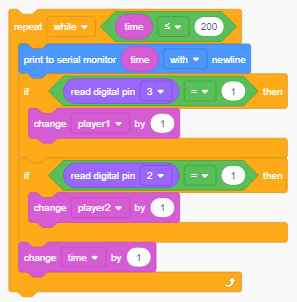 repeat while time ≤ 200
print to serial monitor time with newline
if read digital pin 3 = 1 then
change player1 by 1
if read digital pin 2 = 1 then
change player2 by 1
change time by 1